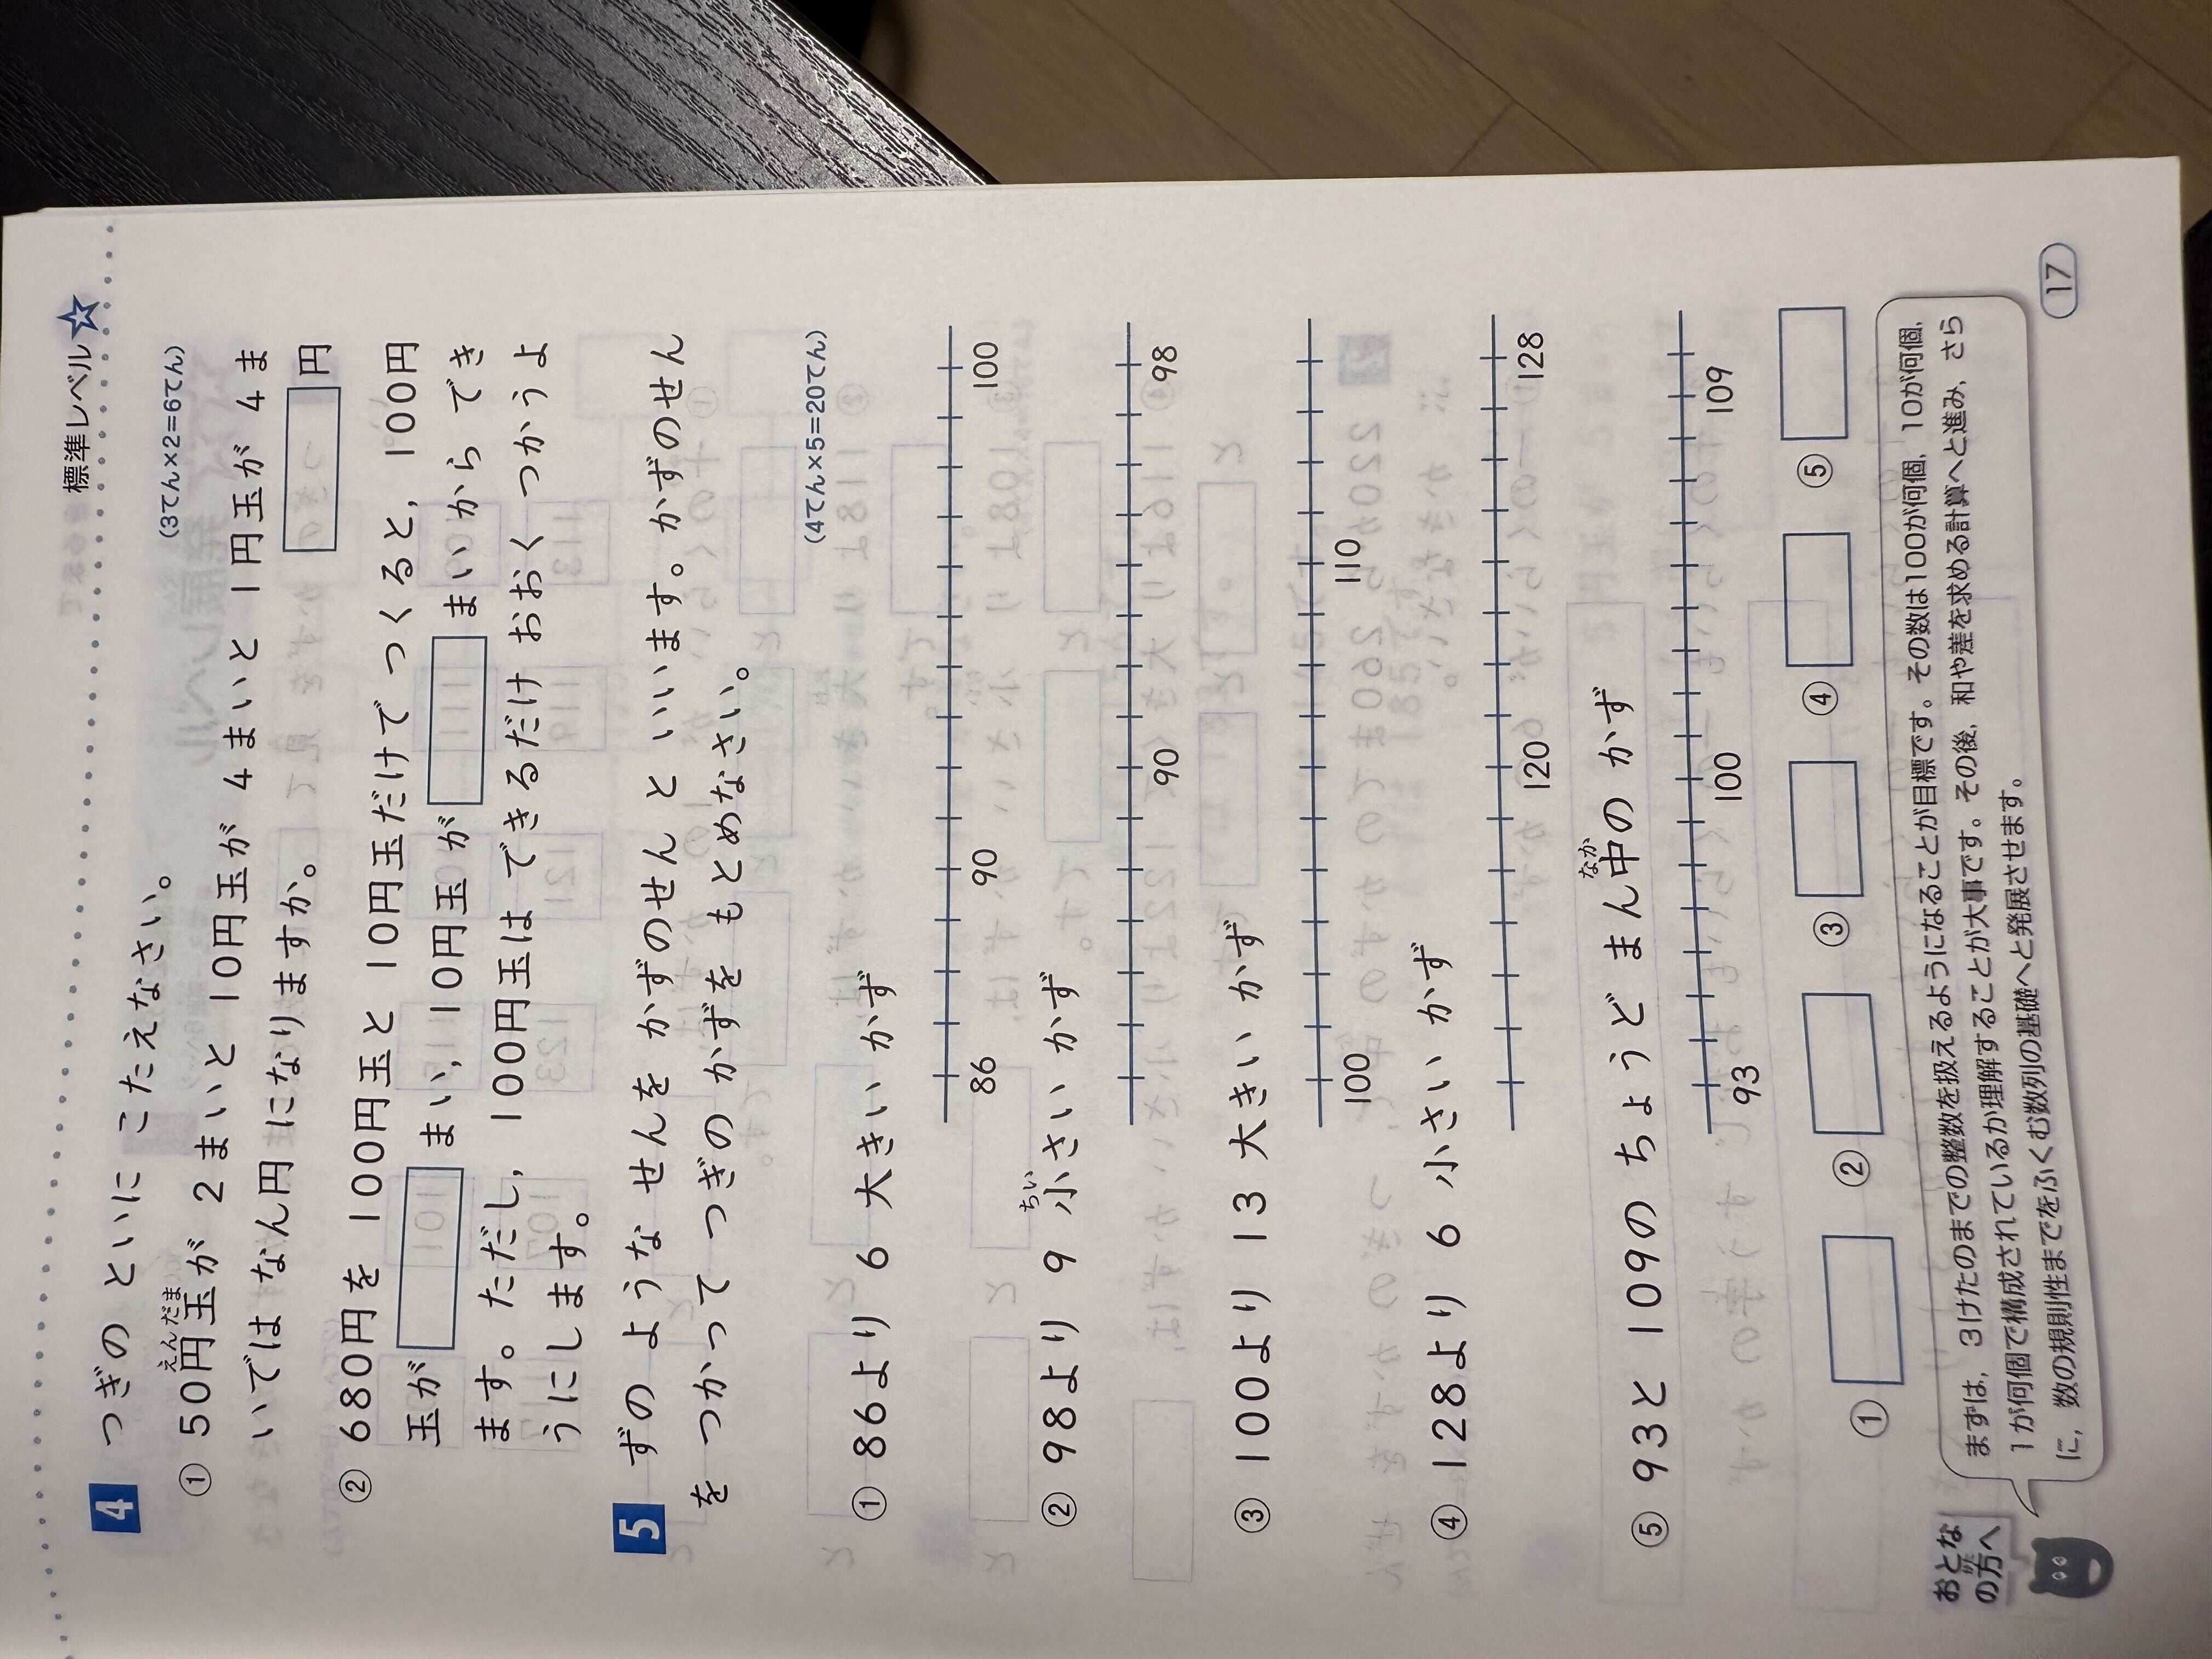 標準レベル
4 つぎの といに こたえなさい。 (3てん×2=6てん)
えんだま
① 50円玉が 2まいと 10円玉が 4まいと 1円玉が 4ま
いでは なん円 になりますか。 円
② 680円を 100円玉と 10円玉だけで つくると, 100円
玉が まい, 10円玉が まいから でき
ます。ただし, 100円玉は できるだけ おおく つかうよ
うにします。
5 ずの ような せんを かずのせん と いいます。かずのせん
を つかって つぎの かずを もとめなさい。 (4てん×5=20てん)
① 86より 6 大きい かず
86 90 100
ちい
② 98より 9 小さい かず
90 98
③ 100より 13 大きい かず
100 110
④ 128より 6 小さい かず
120 128
なか
⑤ 93と 109の ちょうど まん中の かず
93 100 109
① ② ③ ④ ⑤
おとな
の方へ
まずは, 3けたのまでの整数を扱えるようになることが目標です。その数は100が何個, 10が何個,
1が何個で構成されているか理解することが大事です。その後, 和や差を求める計算へと進み, さら
に, 数の規則性までをふくむ数列の基礎へと発展させます。
17